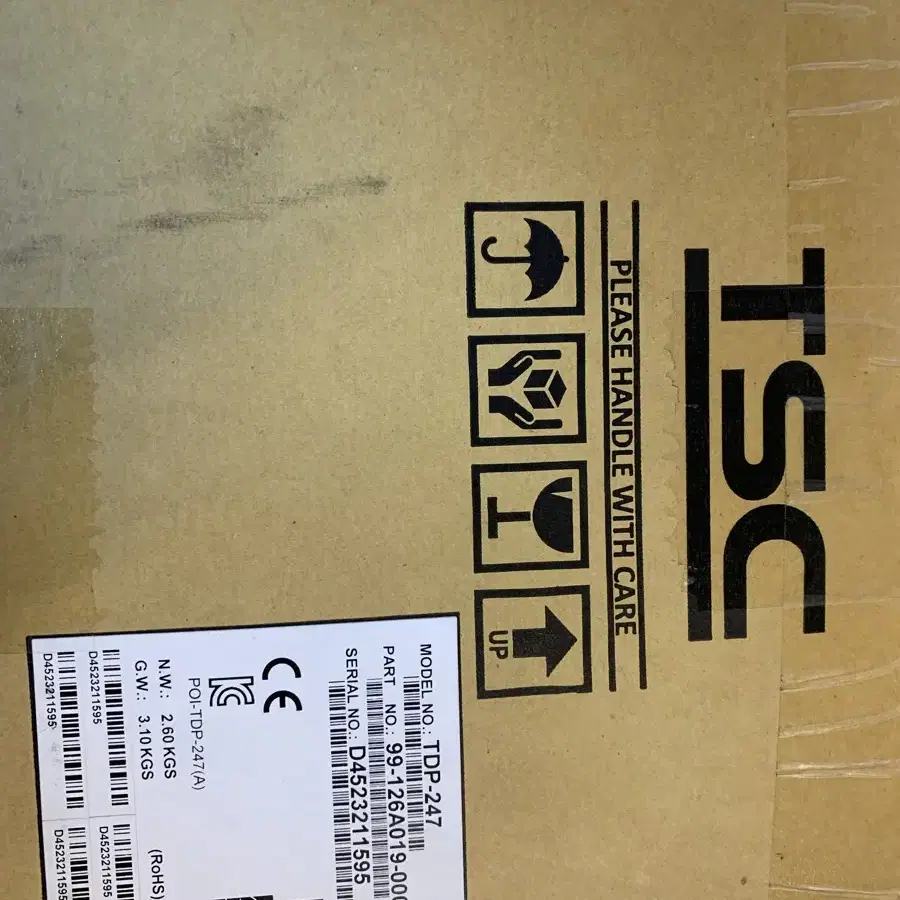 TSC
PLEASE HANDLE WITH CARE
UP
MODEL NO.: TDP-247
PART NO.: 99-126A019-00
SERIAL NO.: D4523211595
CE
POI-TDP-247(A)
N.W.: 2.60 KGS
G.W.: 3.10 KGS
(RoHS)
D4523211595
D4523211595
D4523211595
D4523211595